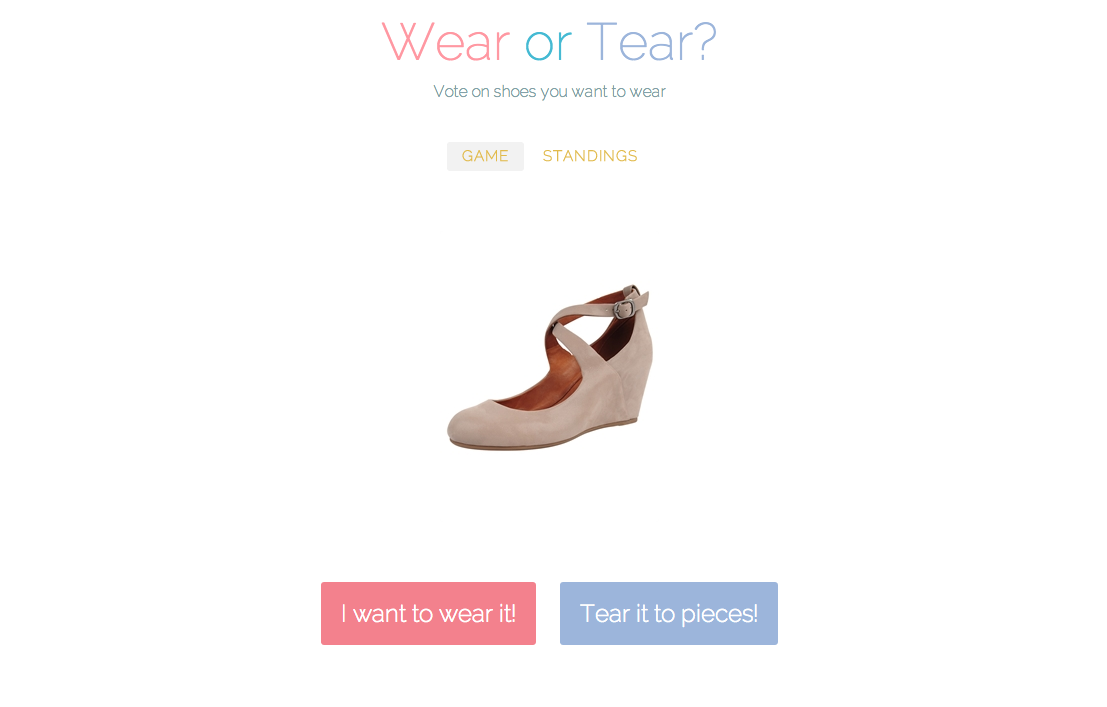 Wear or Tear?
Vote on shoes you want to wear
GAME STANDINGS
I want to wear it! Tear it to pieces!